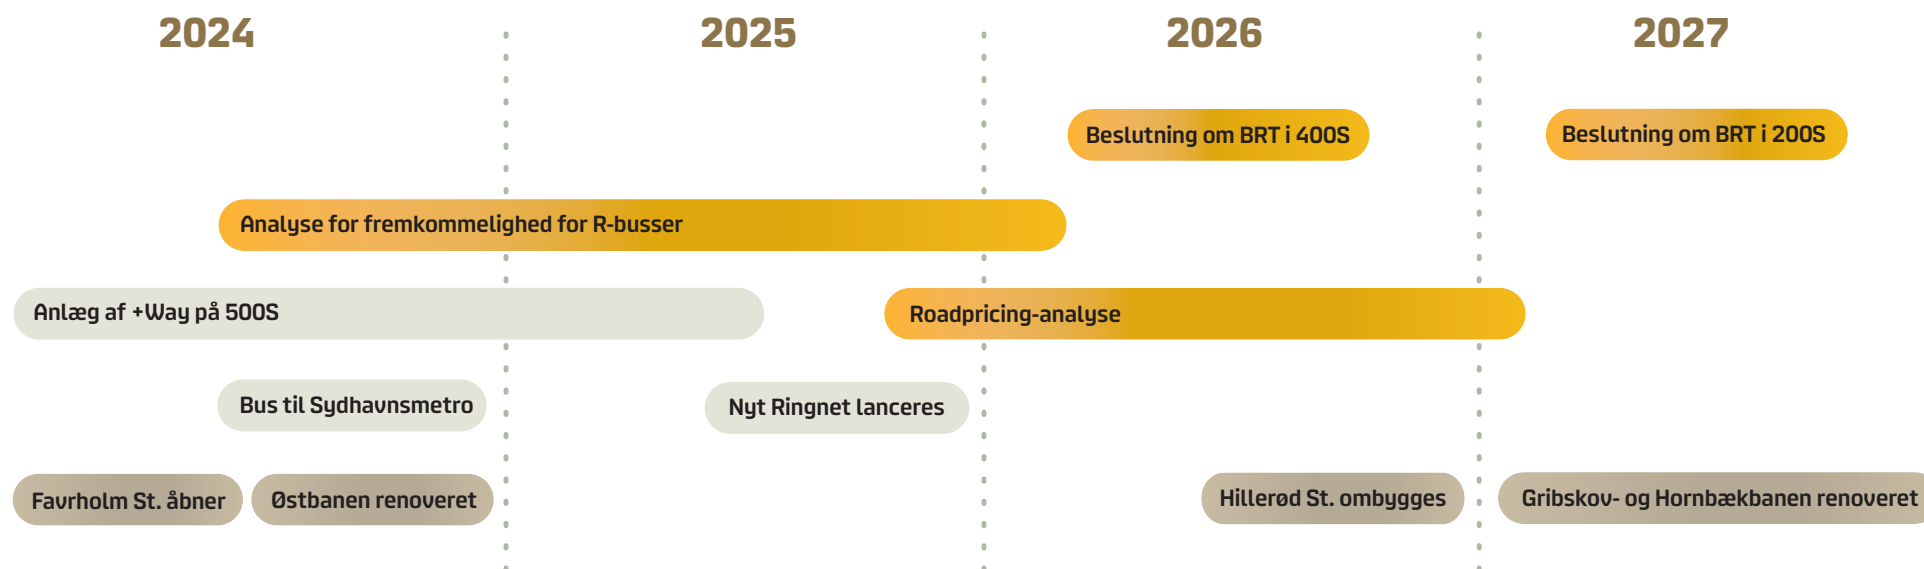 2024
2025
2026
2027
Beslutning om BRT i 400S
Beslutning om BRT i 200S
Analyse for fremkommelighed for R-busser
Anlæg af +Way på 500S
Roadpricing-analyse
Bus til Sydhavnsmetro
Nyt Ringnet lanceres
Favrholm St. åbner
Østbanen renoveret
Hillerød St. ombygges
Gribskov- og Hornbækbanen renoveret